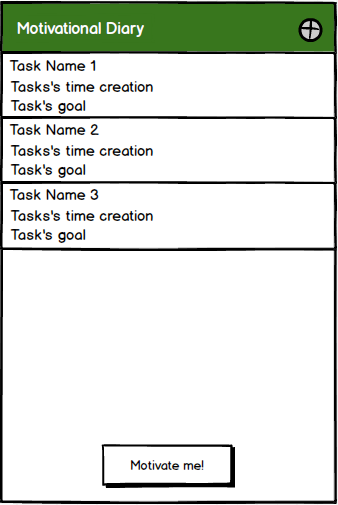 Motivational Diary
Task Name 1
Tasks's time creation
Task's goal
Task Name 2
Tasks's time creation
Task's goal
Task Name 3
Tasks's time creation
Task's goal
Motivate me!